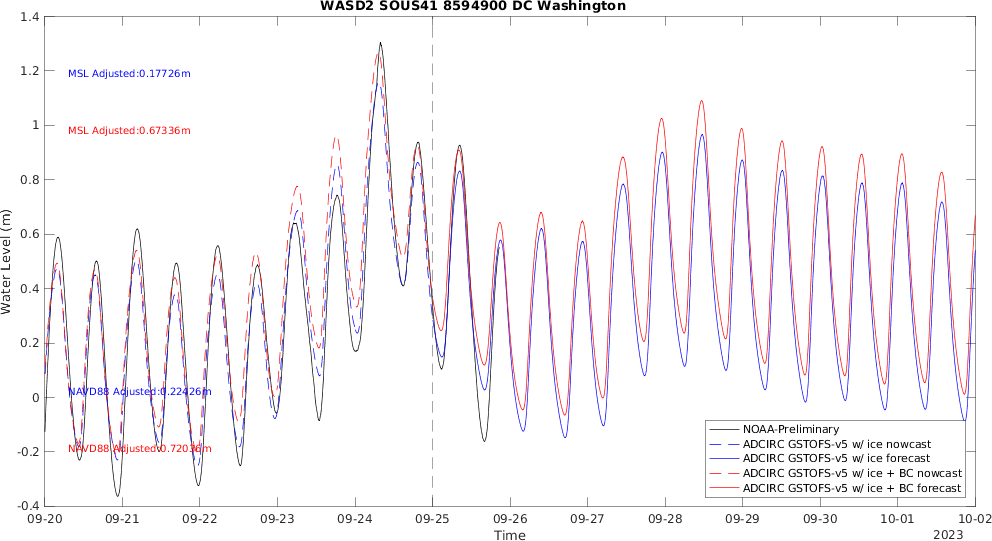 WASD2 SOUS41 8594900 DC Washington
1.4
1.2
1
0.8
0.6
0.4
0.2
0
-0.2
-0.4
Water Level (m)
MSL Adjusted:0.17726m
MSL Adjusted:0.67336m
NAVD88 Adjusted:0.22426m
NAVD88 Adjusted:0.72036m
NOAA-Preliminary
ADCIRC GSTOFS-v5 w/ ice nowcast
ADCIRC GSTOFS-v5 w/ ice forecast
ADCIRC GSTOFS-v5 w/ ice + BC nowcast
ADCIRC GSTOFS-v5 w/ ice + BC forecast
09-20 09-21 09-22 09-23 09-24 09-25 09-26 09-27 09-28 09-29 09-30 10-01 10-02
Time
2023